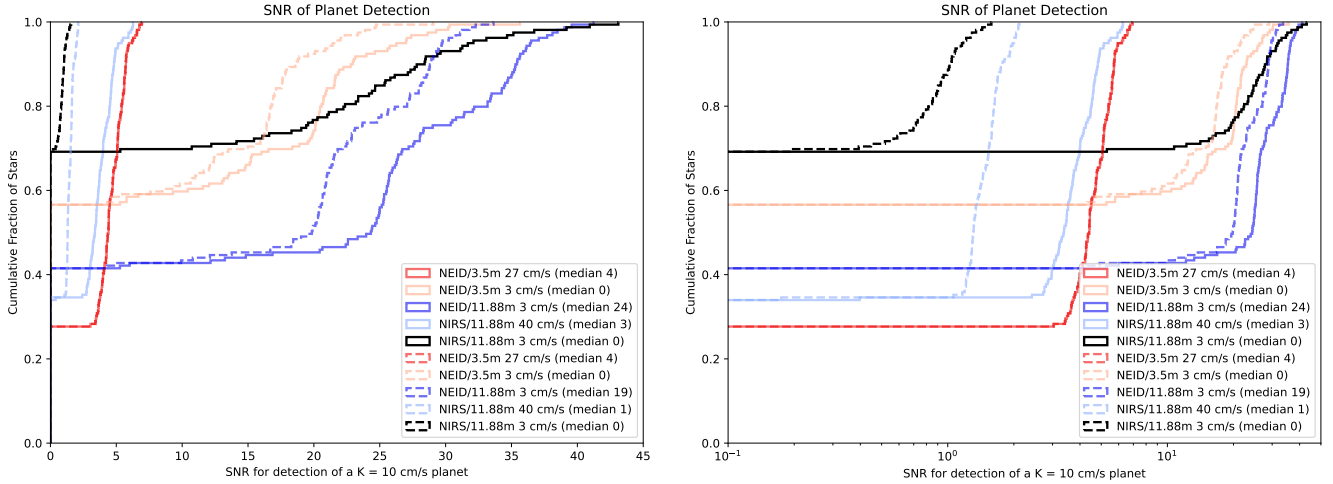 SNR of Planet Detection
1.0
0.8
0.6
0.4
0.2
0.0
Cumulative Fraction of Stars
NEID/3.5m 27 cm/s (median 4)
NEID/3.5m 3 cm/s (median 0)
NEID/11.88m 3 cm/s (median 24)
NIRS/11.88m 40 cm/s (median 3)
NIRS/11.88m 3 cm/s (median 0)
NEID/3.5m 27 cm/s (median 4)
NEID/3.5m 3 cm/s (median 0)
NEID/11.88m 3 cm/s (median 19)
NIRS/11.88m 40 cm/s (median 1)
NIRS/11.88m 3 cm/s (median 0)
0 5 10 15 20 25 30 35 40 45
SNR for detection of a K = 10 cm/s planet
SNR of Planet Detection
1.0
0.8
0.6
0.4
0.2
0.0
Cumulative Fraction of Stars
NEID/3.5m 27 cm/s (median 4)
NEID/3.5m 3 cm/s (median 0)
NEID/11.88m 3 cm/s (median 24)
NIRS/11.88m 40 cm/s (median 3)
NIRS/11.88m 3 cm/s (median 0)
NEID/3.5m 27 cm/s (median 4)
NEID/3.5m 3 cm/s (median 0)
NEID/11.88m 3 cm/s (median 19)
NIRS/11.88m 40 cm/s (median 1)
NIRS/11.88m 3 cm/s (median 0)
10⁻¹ 10⁰ 10¹
SNR for detection of a K = 10 cm/s planet